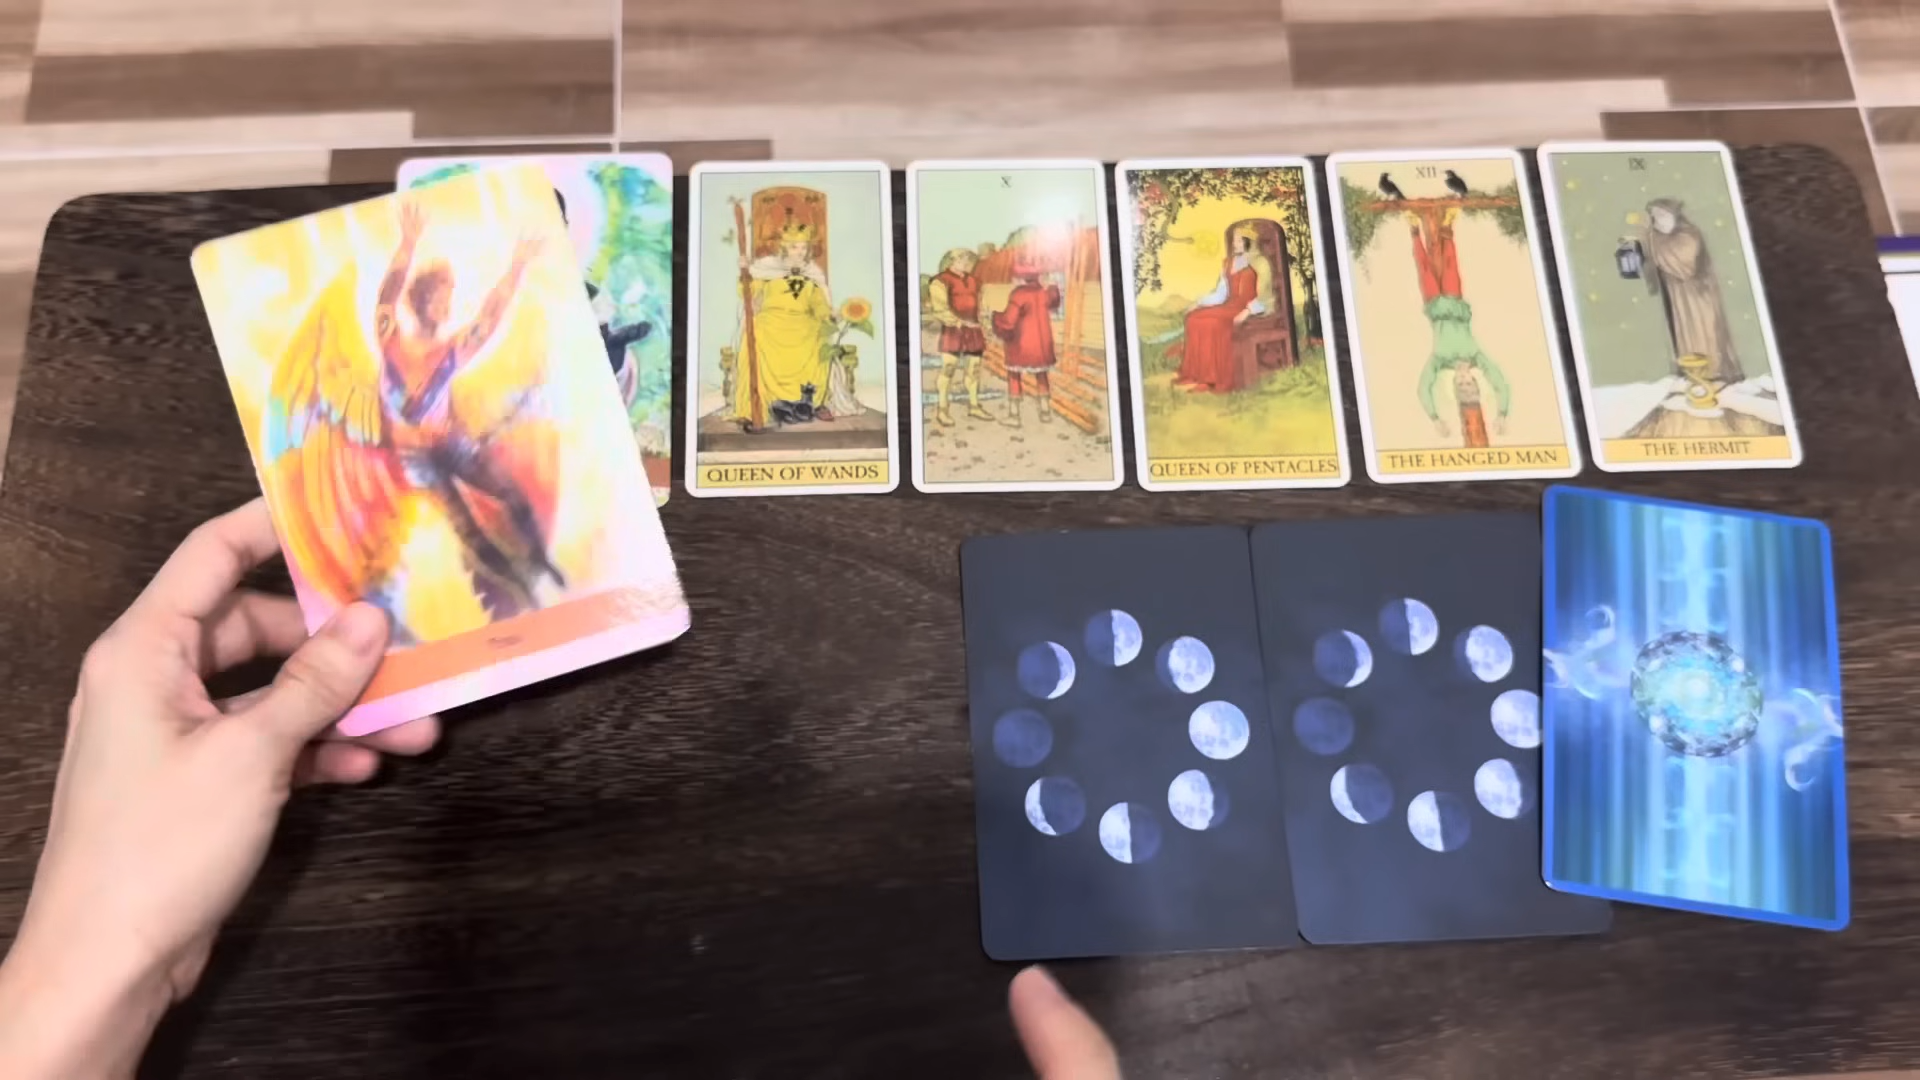 QUEEN OF WANDS
X
QUEEN OF PENTACLES
XII
THE HANGED MAN
IX
THE HERMIT